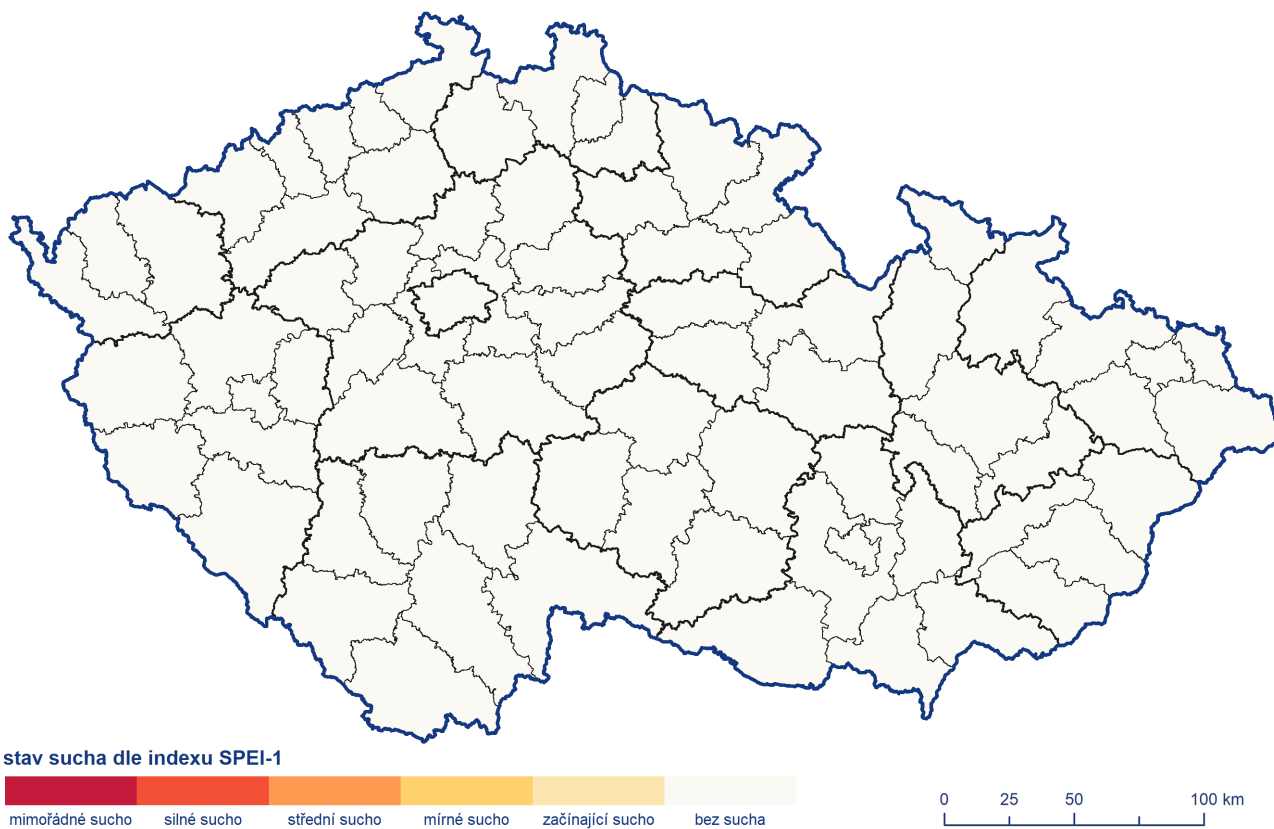 stav sucha dle indexu SPEI-1
mimořádné sucho silné sucho střední sucho mírné sucho začínající sucho bez sucha
0 25 50 100 km